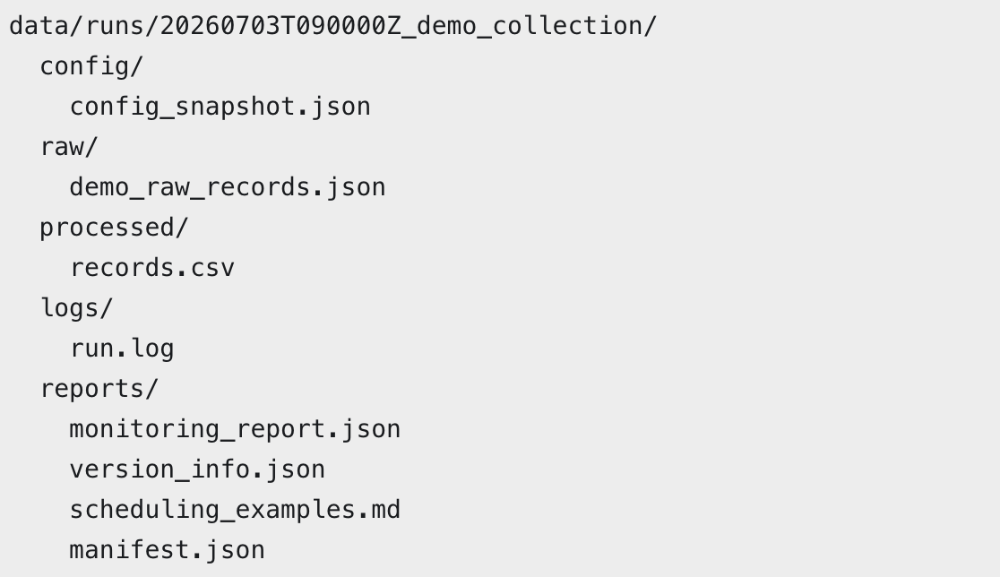 data/runs/20260703T090000Z_demo_collection/
  config/
    config_snapshot.json
  raw/
    demo_raw_records.json
  processed/
    records.csv
  logs/
    run.log
  reports/
    monitoring_report.json
    version_info.json
    scheduling_examples.md
    manifest.json